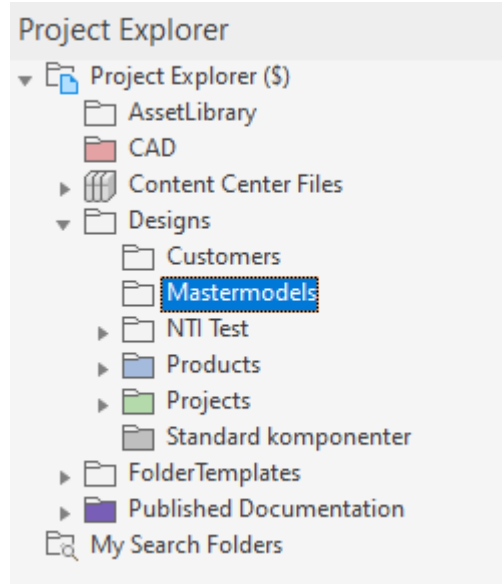 Project Explorer
Project Explorer ($)
AssetLibrary
CAD
Content Center Files
Designs
Customers
Mastermodels
NTI Test
Products
Projects
Standard komponenter
FolderTemplates
Published Documentation
My Search Folders